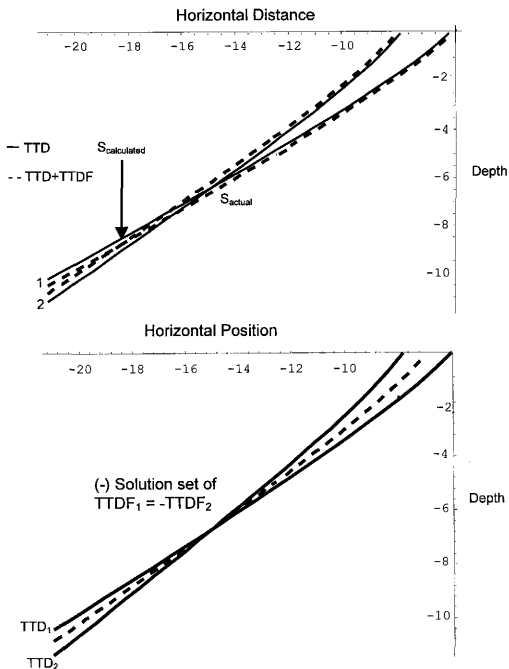 Horizontal Distance
-20 -18 -16 -14 -12 -10
-2
-4
— TTD
Scalculated
-- TTD+TTDF
-6
Depth
Sactual
-8
1
-10
2
Horizontal Position
-20 -18 -16 -14 -12 -10
-2
-4
(-) Solution set of
TTDF1 = -TTDF2
Depth
-6
-8
-10
TTD1
TTD2